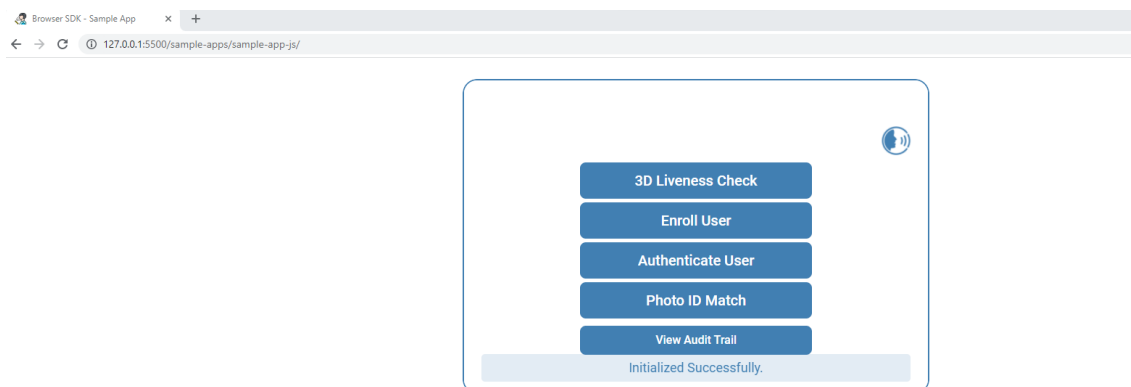 Browser SDK - Sample App
127.0.0.1:5500/sample-apps/sample-app-js/
3D Liveness Check
Enroll User
Authenticate User
Photo ID Match
View Audit Trail
Initialized Successfully.